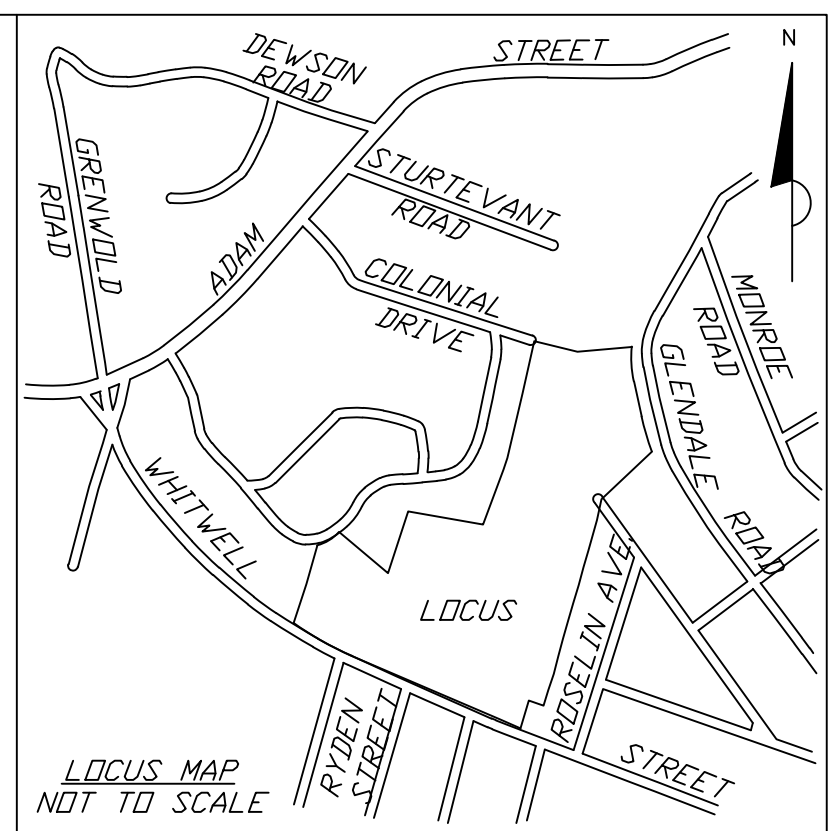 DEWSON
ROAD
STREET
N
GRENWOLD
ROAD
STURTEVANT
ROAD
ADAM
COLONIAL
DRIVE
MONROE
ROAD
GLENDALE ROAD
WHITWELL
LOCUS
ROSELIN AVE.
RYDEN
STREET
STREET
LOCUS MAP
NOT TO SCALE